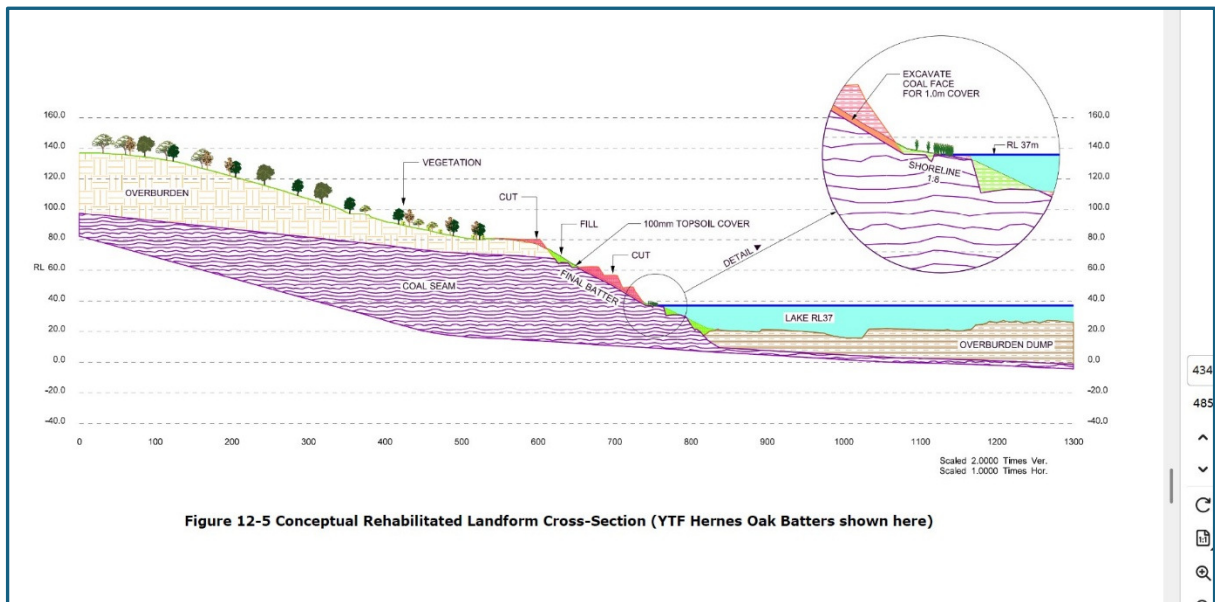 EXCAVATE
COAL FACE
FOR 1.0m COVER
RL 37m
SHORELINE
1:8
160.0
160.0
140.0
140.0
VEGETATION
120.0
120.0
OVERBURDEN
CUT
100.0
100.0
FILL
100mm TOPSOIL COVER
80.0
80.0
CUT
DETAIL
RL 60.0
60.0
COAL SEAM
FINAL BATTER
40.0
40.0
LAKE RL37
20.0
20.0
OVERBURDEN DUMP
0.0
0.0
-20.0
-20.0
-40.0
-40.0
0 100 200 300 400 500 600 700 800 900 1000 1100 1200 1300
Scaled 2.0000 Times Ver.
Scaled 1.0000 Times Hor.
Figure 12-5 Conceptual Rehabilitated Landform Cross-Section (YTF Hernes Oak Batters shown here)
434
485
1:1